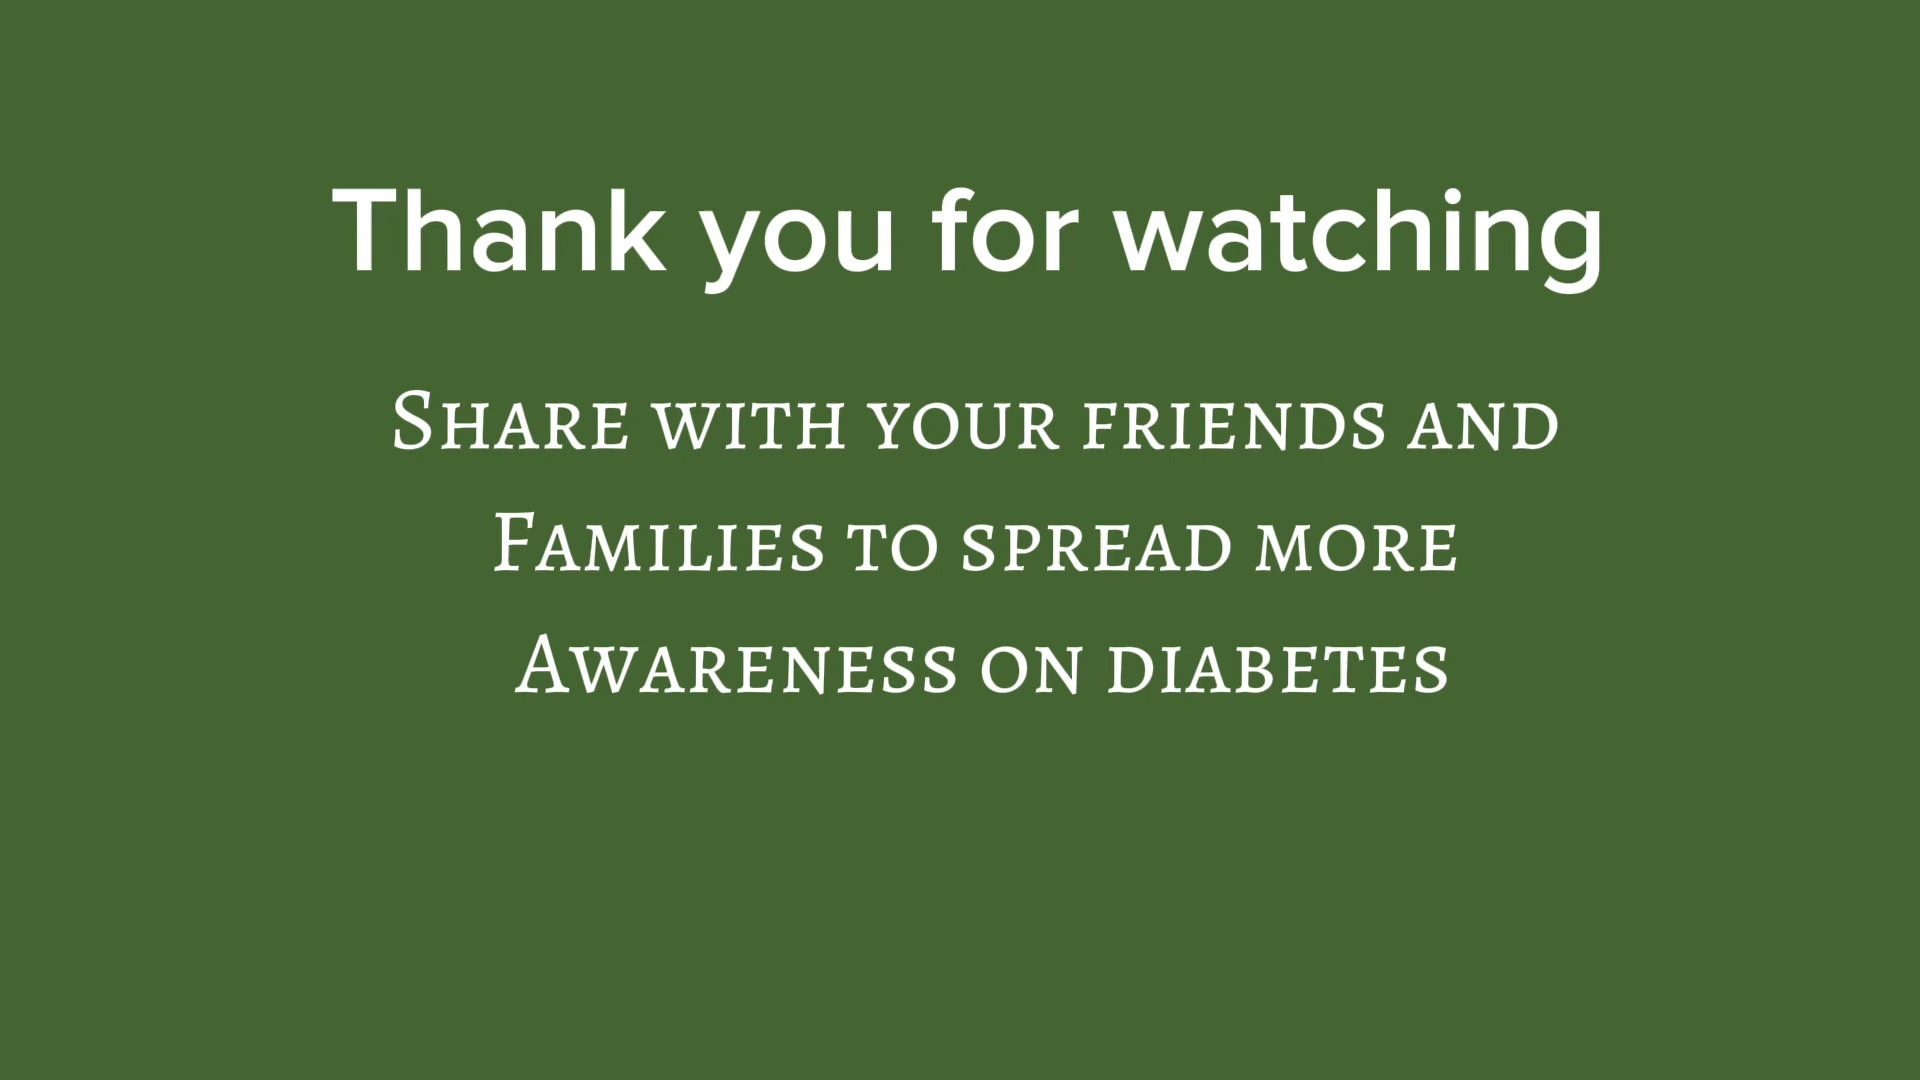 Thank you for watching
Share with your friends and
Families to spread more
Awareness on diabetes